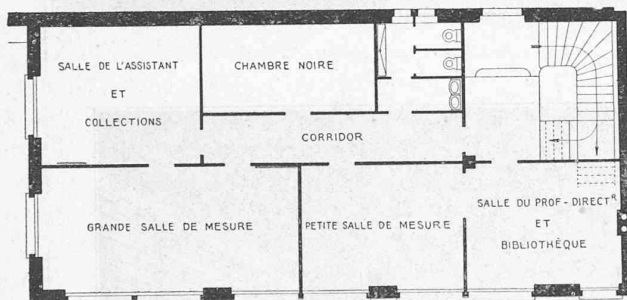 SALLE DE L'ASSISTANT
ET
COLLECTIONS
CHAMBRE NOIRE
CORRIDOR
GRANDE SALLE DE MESURE
PETITE SALLE DE MESURE
SALLE DU PROF-DIRECTR
ET
BIBLIOTHÉQUE